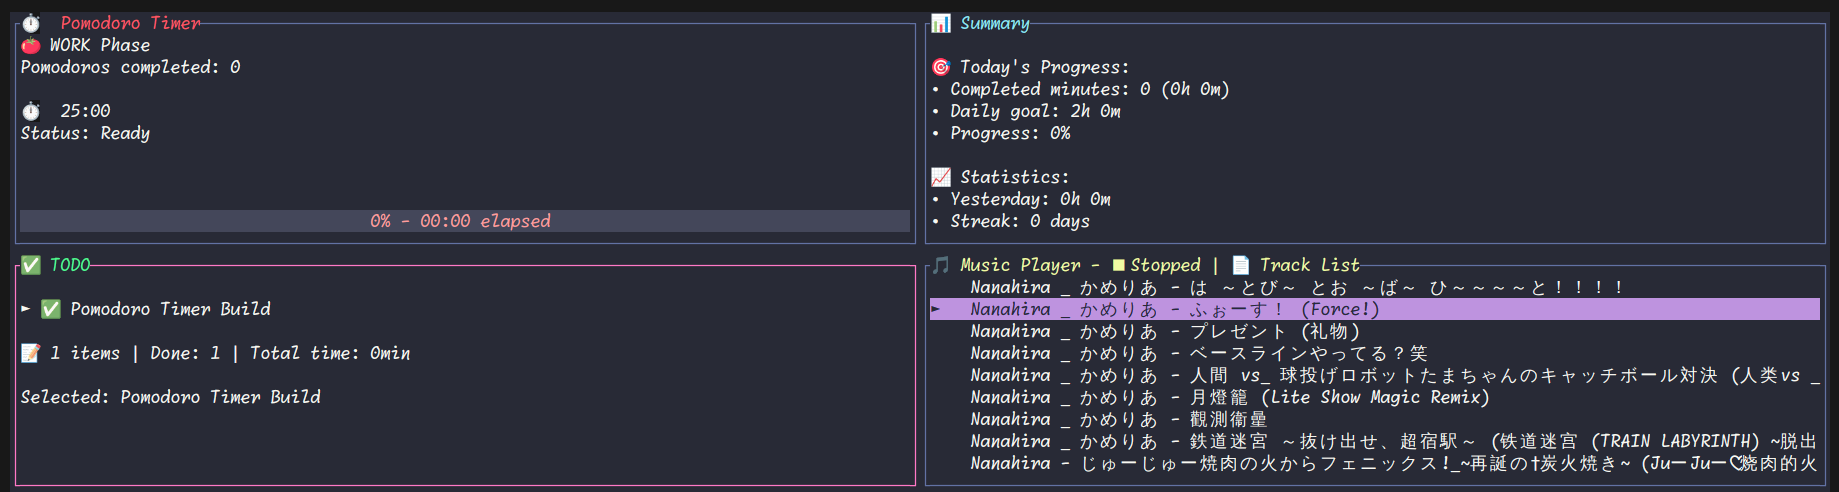 ⏱ Pomodoro Timer
🍅 WORK Phase
Pomodoros completed: 0
⏱ 25:00
Status: Ready
0% - 00:00 elapsed
📊 Summary
🎯 Today's Progress:
• Completed minutes: 0 (0h 0m)
• Daily goal: 2h 0m
• Progress: 0%
📈 Statistics:
• Yesterday: 0h 0m
• Streak: 0 days
✅ TODO
► ✅ Pomodoro Timer Build
📝 1 items | Done: 1 | Total time: 0min
Selected: Pomodoro Timer Build
🎵 Music Player - ⏹ Stopped | 📄 Track List
Nanahira _ かめりあ - は ～とび～ とお ～ば～ ひ～～～～と！！！！
► Nanahira _ かめりあ - ふぉーす！ (Force!)
Nanahira _ かめりあ - プレゼント (礼物)
Nanahira _ かめりあ - ベースラインやってる？笑
Nanahira _ かめりあ - 人間 vs_ 球投げロボットたまちゃんのキャッチボール対決 (人类vs _
Nanahira _ かめりあ - 月燈籠 (Lite Show Magic Remix)
Nanahira _ かめりあ - 觀測衛星
Nanahira _ かめりあ - 鉄道迷宮 ～抜け出せ、超宿駅～ (铁道迷宫 (TRAIN LABYRINTH) ~脱出
Nanahira - じゅーじゅー焼肉の火からフェニックス!_~再誕の†炭火焼き~ (JuーJuー♡烧肉的火